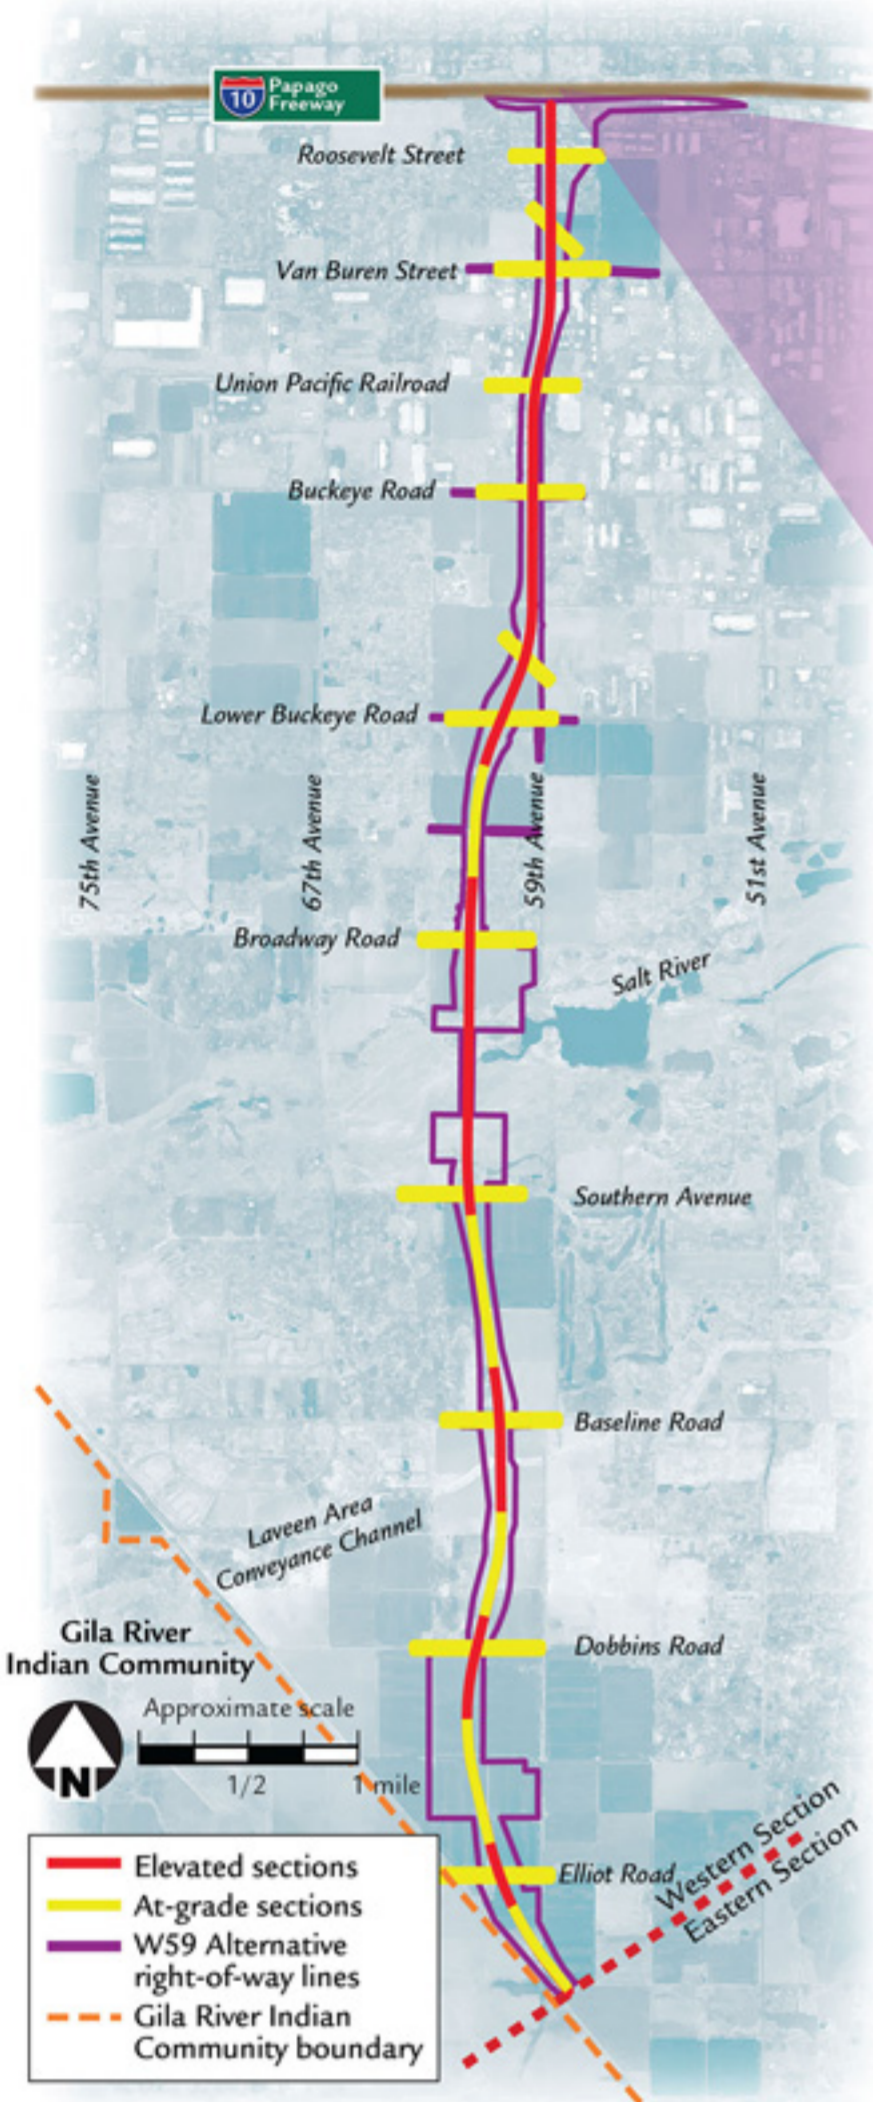 10
Papago
Freeway
Roosevelt Street
Van Buren Street
Union Pacific Railroad
Buckeye Road
Lower Buckeye Road
75th Avenue
67th Avenue
59th Avenue
51st Avenue
Broadway Road
Salt River
Southern Avenue
Baseline Road
Laveen Area
Conveyance Channel
Gila River
Indian Community
Dobbins Road
Approximate scale
N
1/2
1 mile
Western Section
Eastern Section
Elliot Road
Elevated sections
At-grade sections
W59 Alternative
right-of-way lines
Gila River Indian
Community boundary